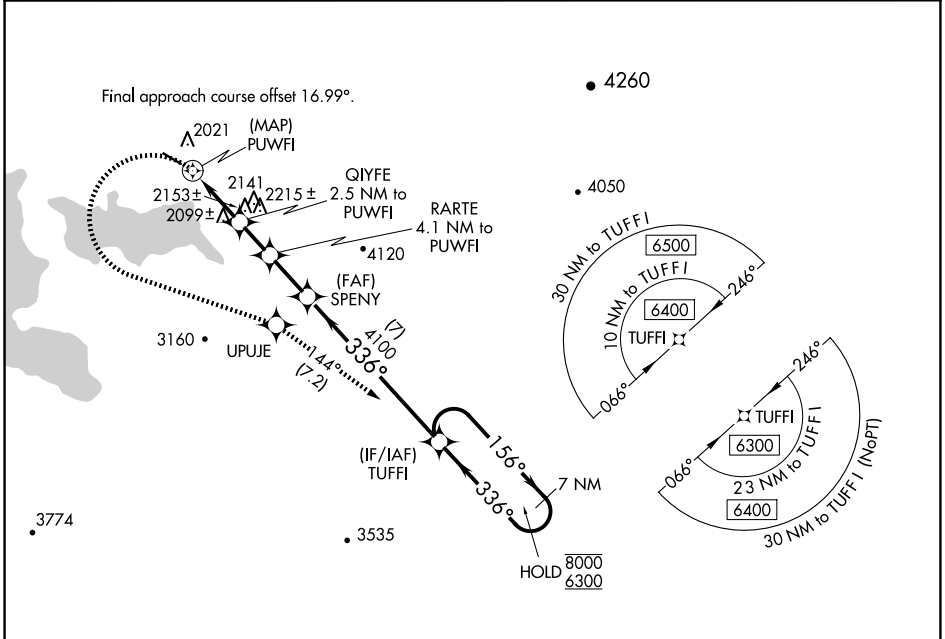 Final approach course offset 16.99°.
4260
2021
(MAP)
PUWFI
2153±
2141
2215±
2099±
QIYFE
2.5 NM to
PUWFI
RARTE
4.1 NM to
PUWFI
4120
4050
(FAF)
SPENY
3160
UPUJE
144°
(7.2)
(7)
4100
336°
(IF/IAF)
TUFFI
156°
336°
7 NM
HOLD 8000
6300
3774
3535
30 NM to TUFFI
6500
10 NM to TUFFI
6400
TUFFI
246°
066°
246°
TUFFI
066°
6300
23 NM to TUFFI
6400
30 NM to TUFFI (NoPT)